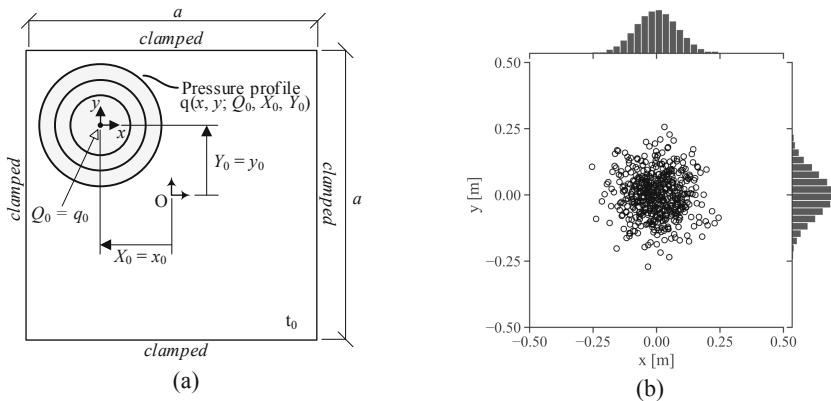 a
clamped
Pressure profile
q(x, y; Q₀, X₀, Y₀)
y
x
Y₀ = y₀
clamped
clamped
a
O
Q₀ = q₀
X₀ = x₀
t₀
clamped
(a)
0.50
0.25
0.00
−0.25
−0.50
y [m]
−0.50
−0.25
0.00
0.25
0.50
x [m]
(b)